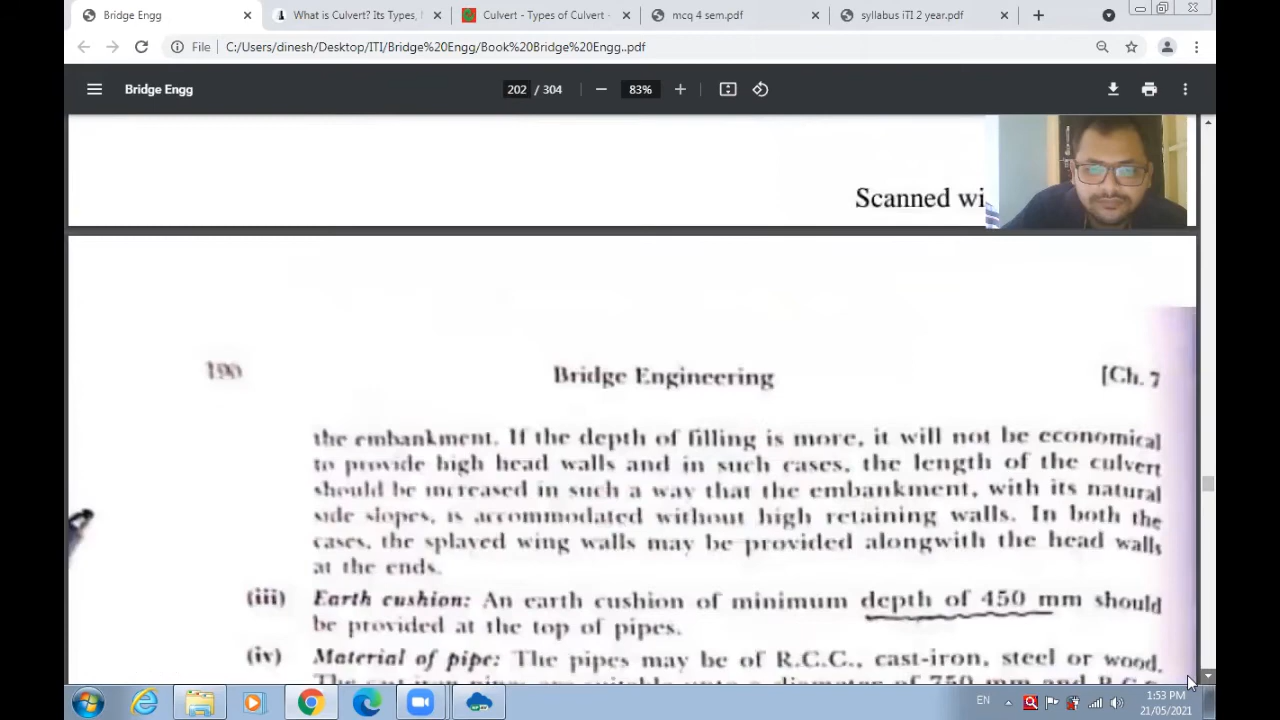 Bridge Engg
What is Culvert? Its Types, M
Culvert - Types of Culvert -
mcq 4 sem.pdf
syllabus iTI 2 year.pdf
File
C:/Users/dinesh/Desktop/ITI/Bridge%20Engg/Book%20Bridge%20Engg..pdf
Bridge Engg
202 / 304
83%
Scanned wi
190
Bridge Engineering
[Ch. 7
the embankment. If the depth of filling is more, it will not be economical
to provide high head walls and in such cases, the length of the culvert
should be increased in such a way that the embankment, with its natural
side slopes, is accommodated without high retaining walls. In both the
cases, the splayed wing walls may be provided alongwith the head walls
at the ends.
(iii) Earth cushion: An earth cushion of minimum depth of 450 mm should
be provided at the top of pipes.
(iv) Material of pipe: The pipes may be of R.C.C., cast-iron, steel or wood.
EN
1:53 PM
21/05/2021